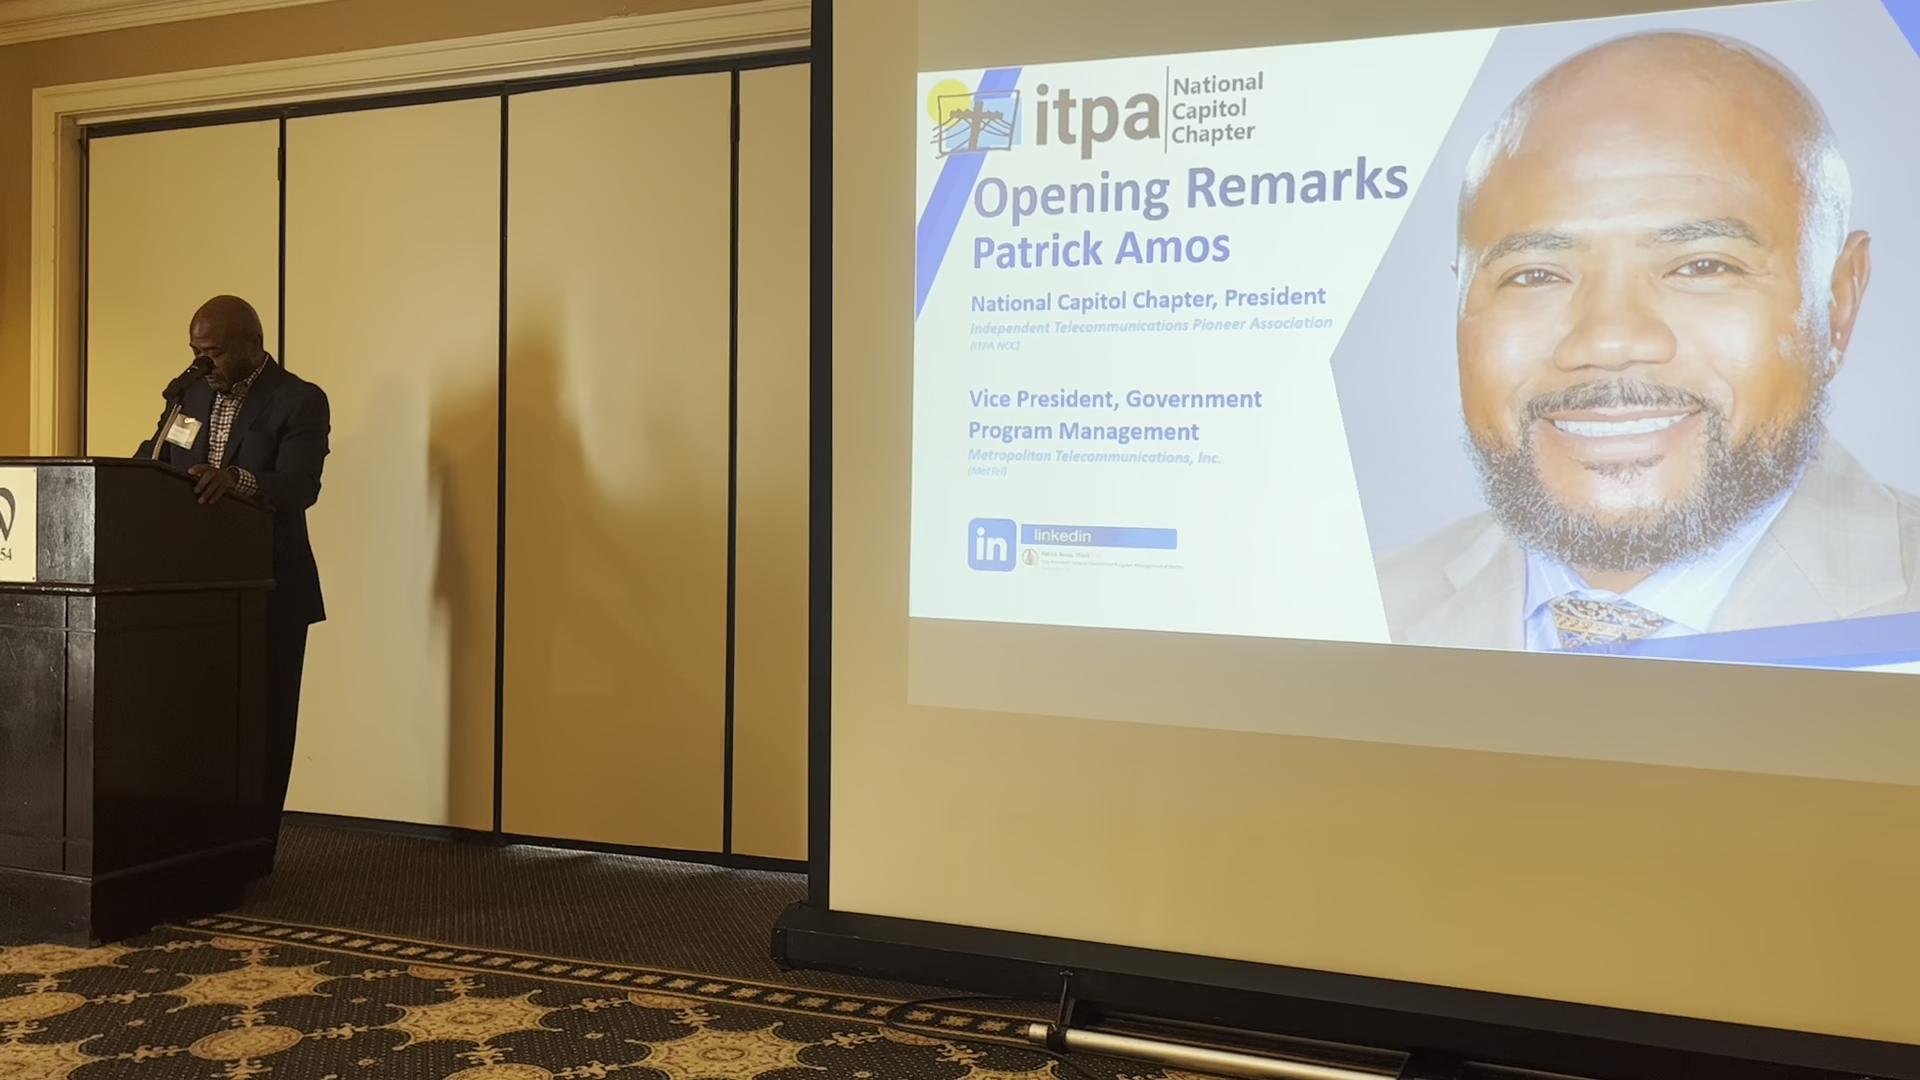 54
itpa
National
Capitol
Chapter
Opening Remarks
Patrick Amos
National Capitol Chapter, President
Independent Telecommunications Pioneer Association
(ITPA NCC)
Vice President, Government
Program Management
Metropolitan Telecommunications, Inc.
(MetTel)
in
linkedin